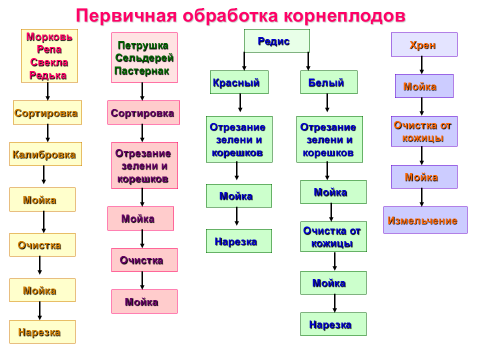 Первичная обработка корнеплодов
Морковь
Репа
Свекла
Редька
Сортировка
Калибровка
Мойка
Очистка
Мойка
Нарезка
Петрушка
Сельдерей
Пастернак
Сортировка
Отрезание
зелени и
корешков
Мойка
Очистка
Мойка
Редис
Красный
Отрезание
зелени и
корешков
Мойка
Нарезка
Белый
Отрезание
зелени и
корешков
Мойка
Очистка от
кожицы
Мойка
Нарезка
Хрен
Мойка
Очистка от
кожицы
Мойка
Измельчение